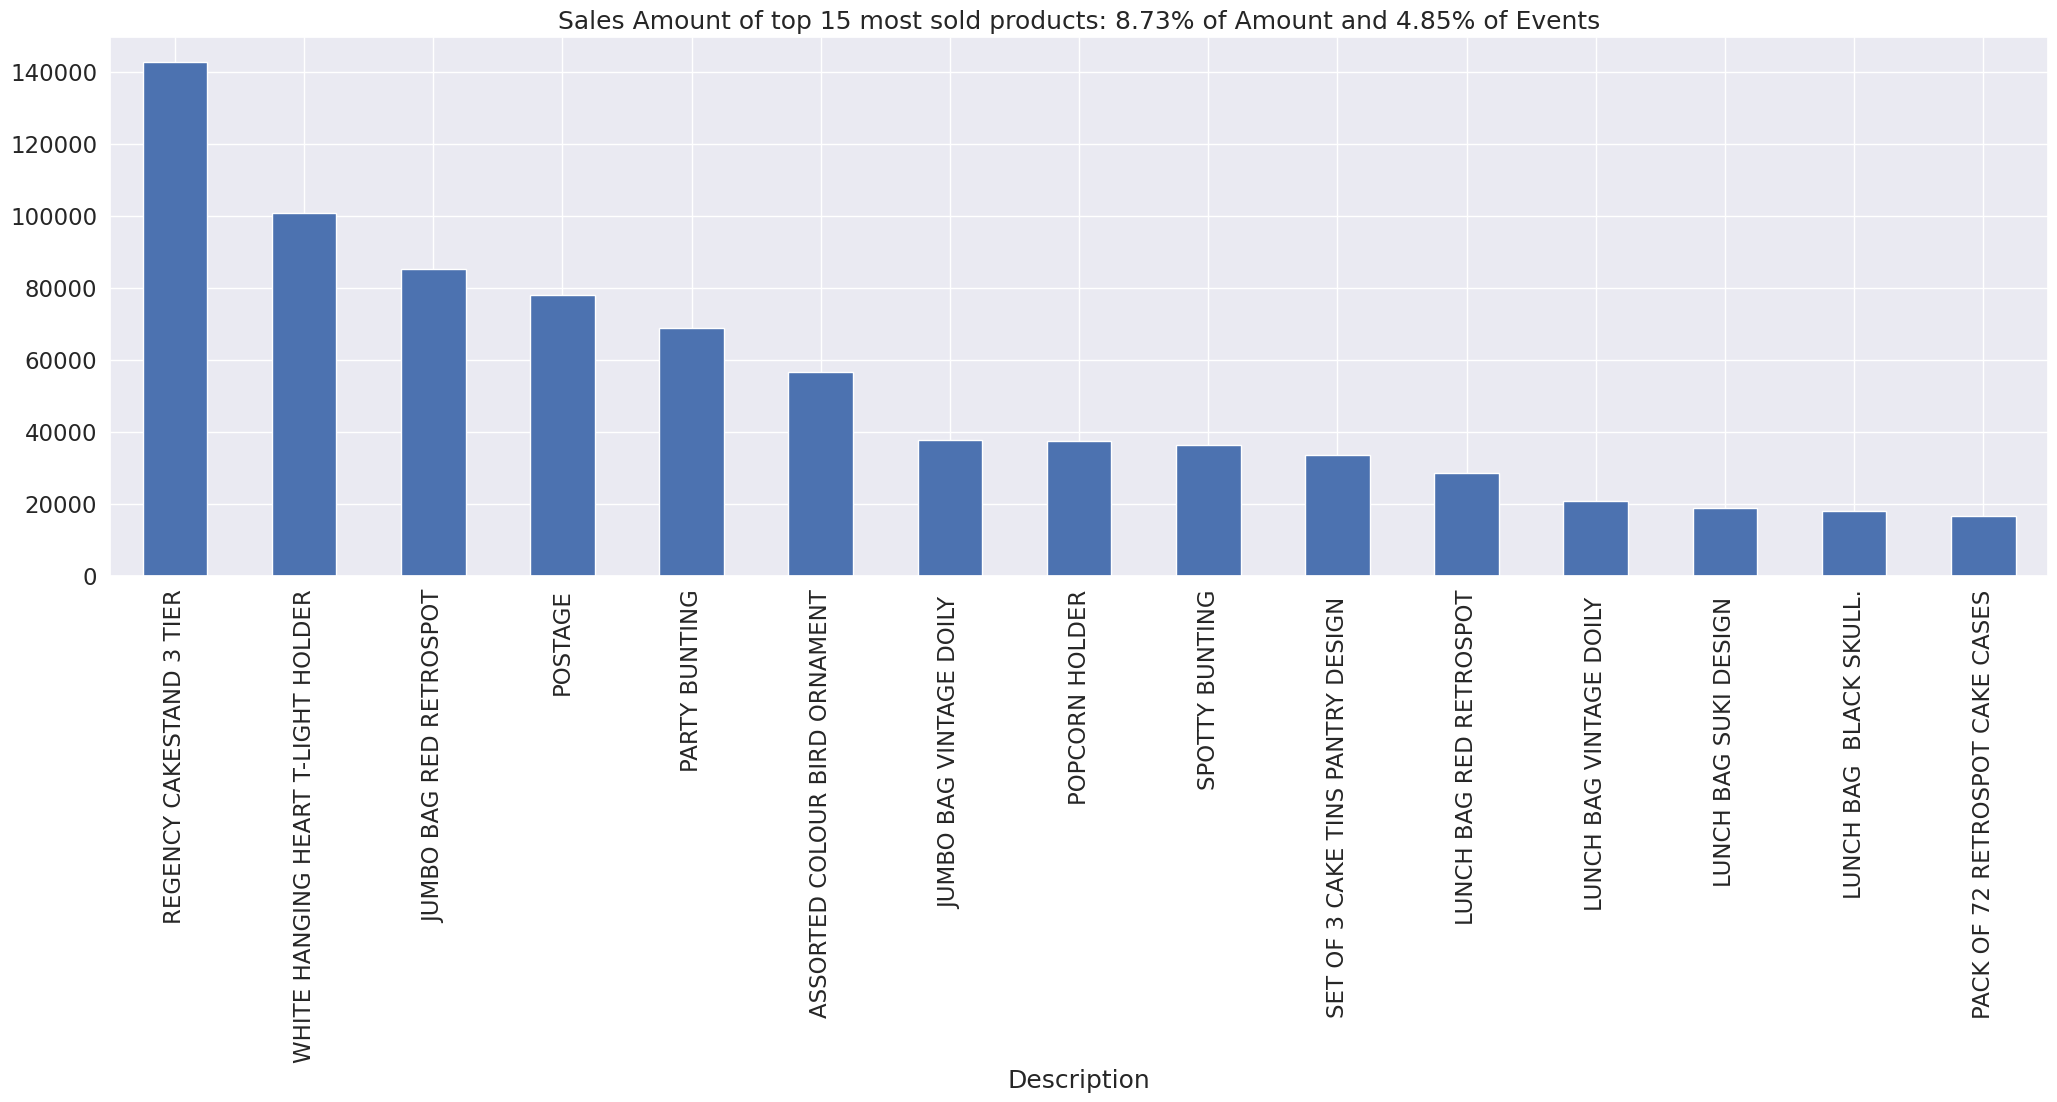 Sales Amount of top 15 most sold products: 8.73% of Amount and 4.85% of Events
140000
120000
100000
80000
60000
40000
20000
0
REGENCY CAKESTAND 3 TIER
WHITE HANGING HEART T-LIGHT HOLDER
JUMBO BAG RED RETROSPOT
POSTAGE
PARTY BUNTING
ASSORTED COLOUR BIRD ORNAMENT
JUMBO BAG VINTAGE DOILY
POPCORN HOLDER
SPOTTY BUNTING
SET OF 3 CAKE TINS PANTRY DESIGN
LUNCH BAG RED RETROSPOT
LUNCH BAG VINTAGE DOILY
LUNCH BAG SUKI DESIGN
LUNCH BAG  BLACK SKULL.
PACK OF 72 RETROSPOT CAKE CASES
Description